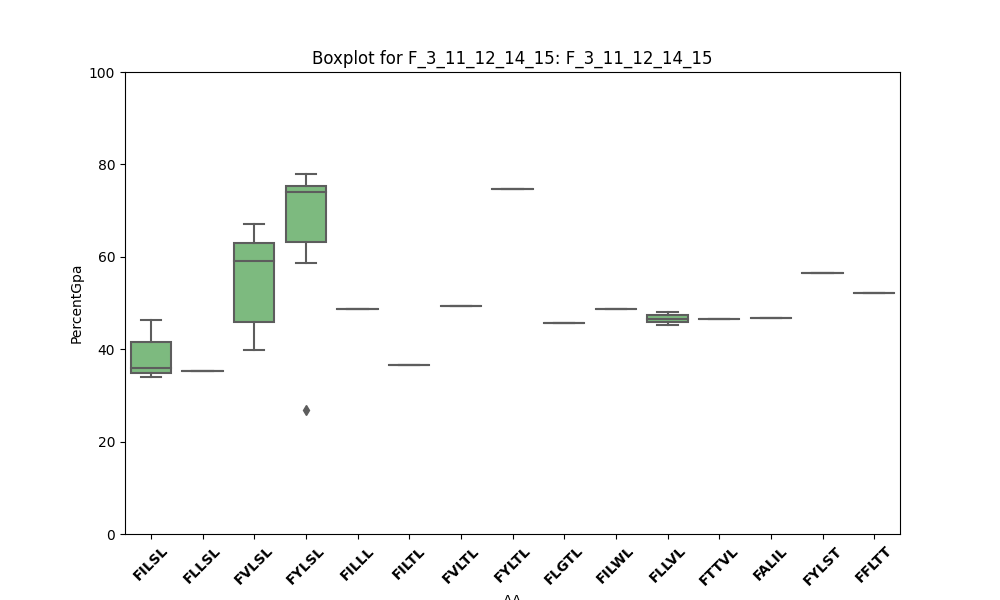 Boxplot for F_3_11_12_14_15: F_3_11_12_14_15
100
80
60
40
20
0
PercentGpa
FILSL
FLLSL
FVLSL
FYLSL
FILLL
FILTL
FVLTL
FYLTL
FLGTL
FILWL
FLLVL
FTTVL
FALIL
FYLST
FFLTT
AA